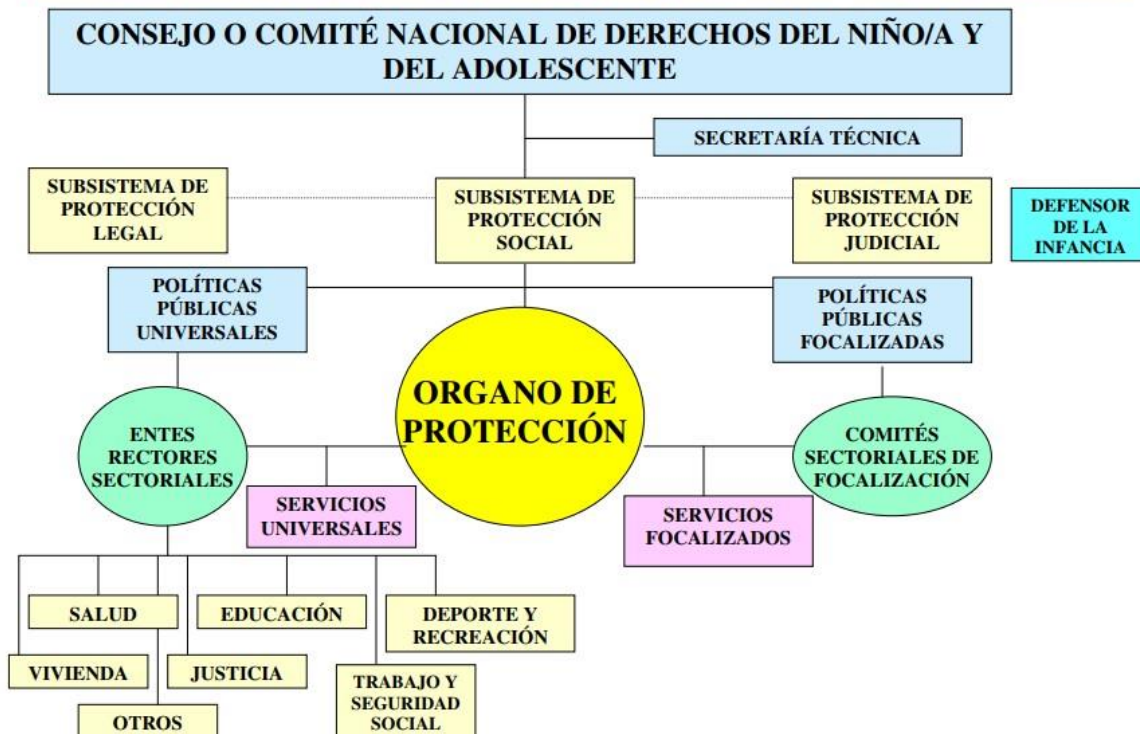 CONSEJO O COMITÉ NACIONAL DE DERECHOS DEL NIÑO/A Y
DEL ADOLESCENTE
SECRETARÍA TÉCNICA
SUBSISTEMA DE
PROTECCIÓN
LEGAL
SUBSISTEMA DE
PROTECCIÓN
SOCIAL
SUBSISTEMA DE
PROTECCIÓN
JUDICIAL
DEFENSOR
DE LA
INFANCIA
POLÍTICAS
PÚBLICAS
UNIVERSALES
POLÍTICAS
PÚBLICAS
FOCALIZADAS
ORGANO DE
PROTECCIÓN
ENTES
RECTORES
SECTORIALES
COMITÉS
SECTORIALES DE
FOCALIZACIÓN
SERVICIOS
UNIVERSALES
SERVICIOS
FOCALIZADOS
SALUD
EDUCACIÓN
DEPORTE Y
RECREACIÓN
VIVIENDA
JUSTICIA
TRABAJO Y
SEGURIDAD
SOCIAL
OTROS